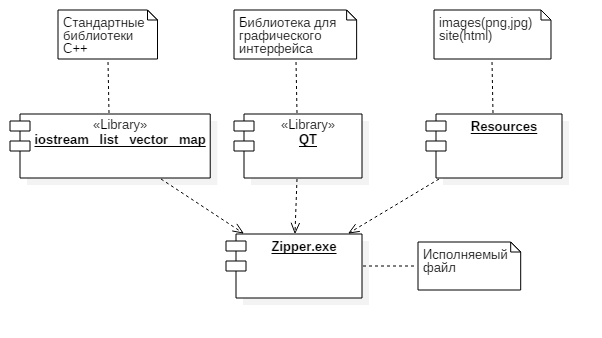 Стандартные
библиотеки
C++
Библиотека для
графического
интерфейса
images(png,jpg)
site(html)
«Library»
iostream list vector map
«Library»
QT
Resources
Zipper.exe
Исполняемый
файл